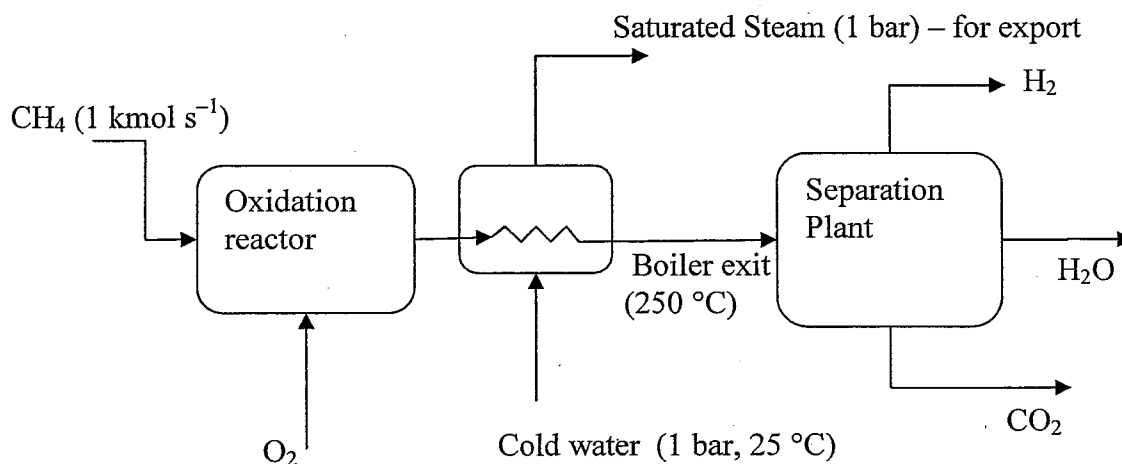 Saturated Steam (1 bar) – for export
H₂
CH₄ (1 kmol s⁻¹)
Oxidation
reactor
Separation
Plant
Boiler exit
(250 °C)
H₂O
CO₂
O₂
Cold water (1 bar, 25 °C)